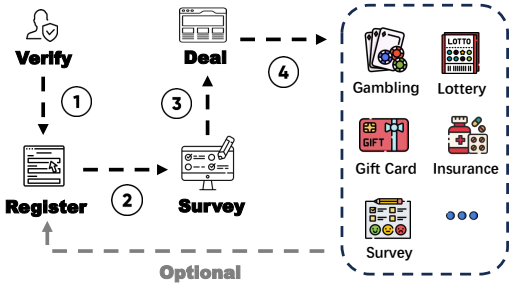 Verify
Deal
4
LOTTO
Gambling
Lottery
1
3
GIFT
Gift Card
Insurance
2
Register
Survey
Survey
Optional